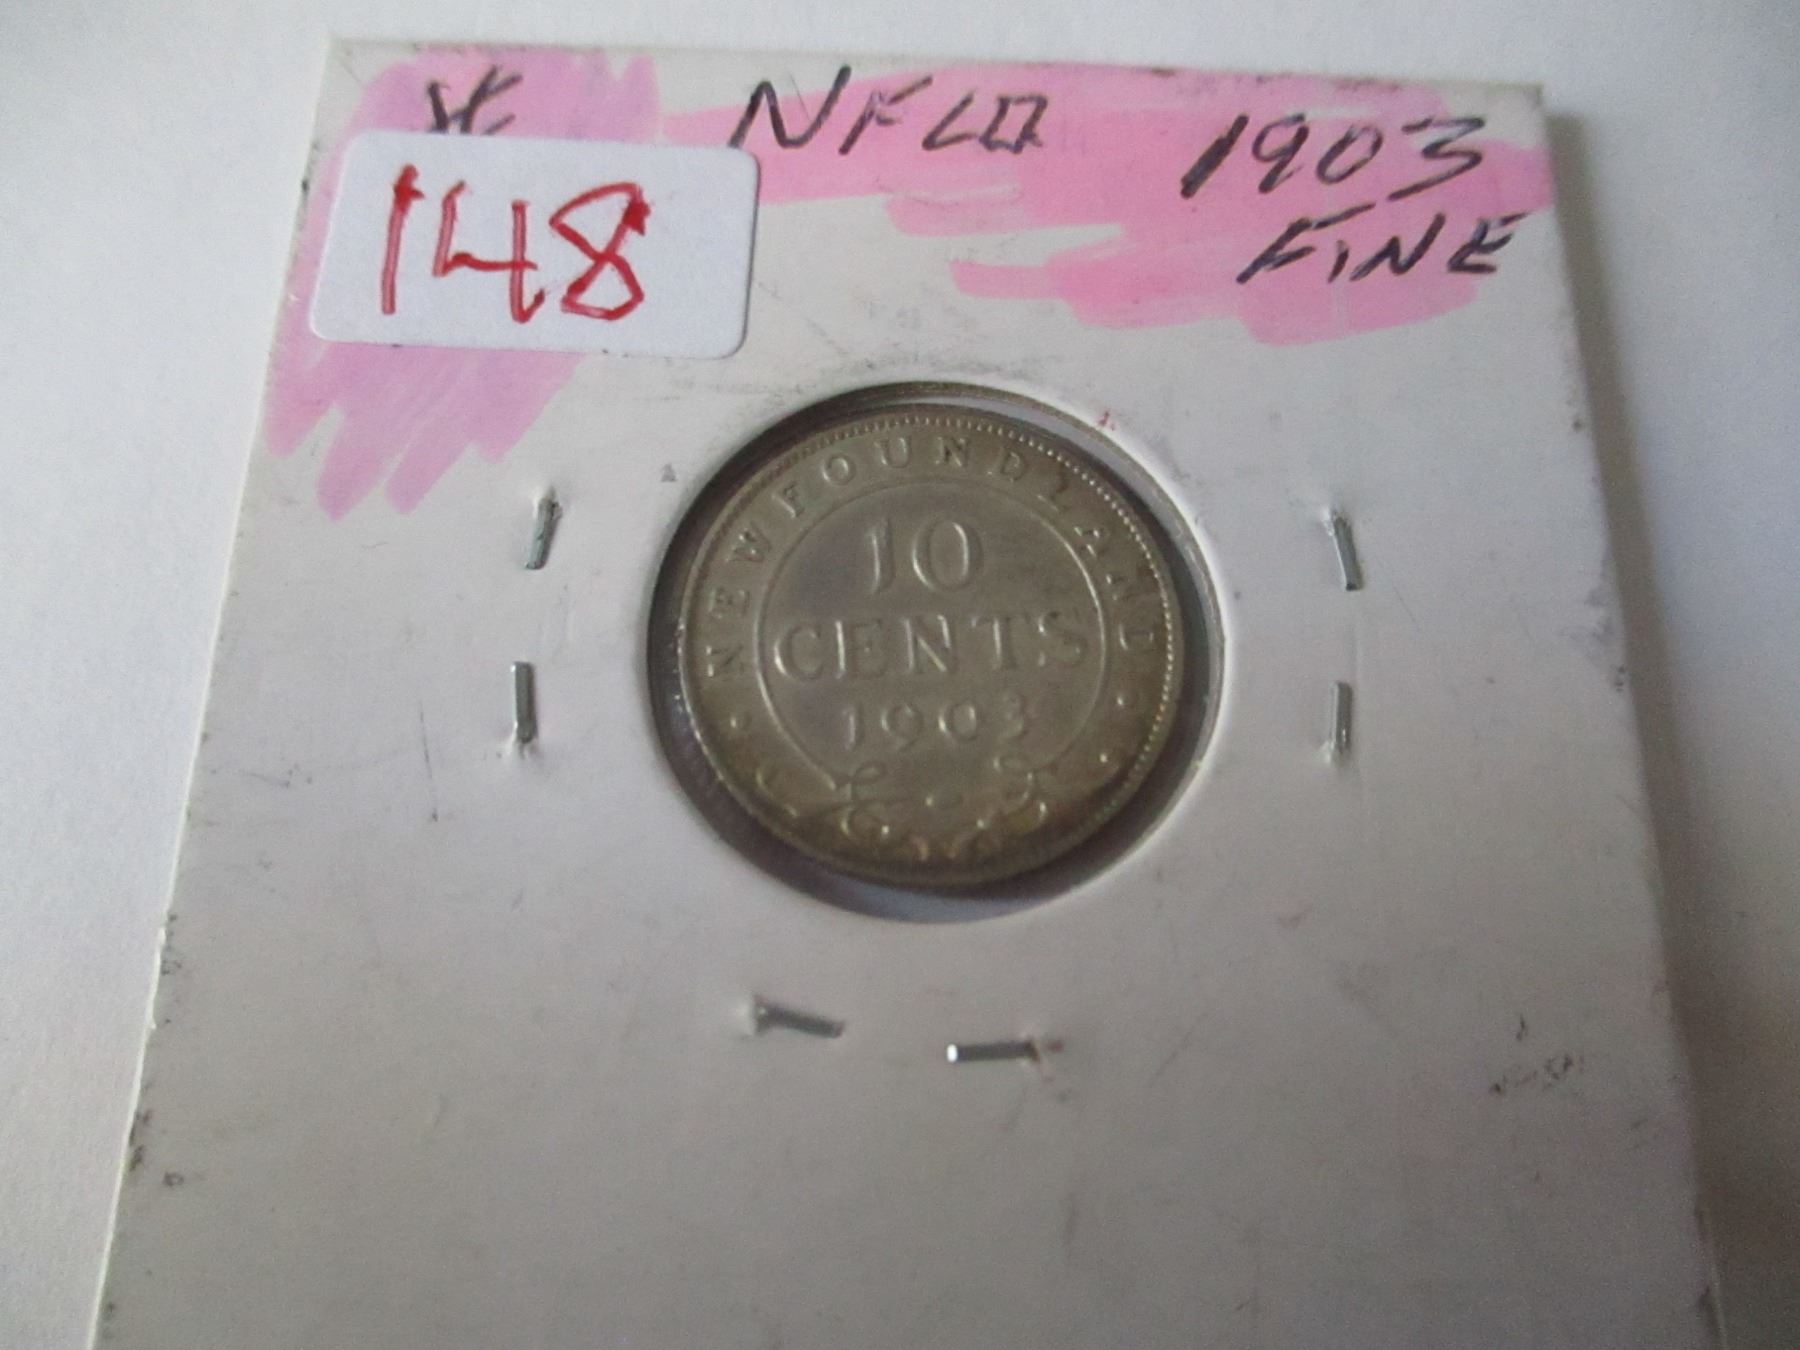 NFLD 1903
FINE
148
NEWFOUNDLAND
10
CENTS
1903